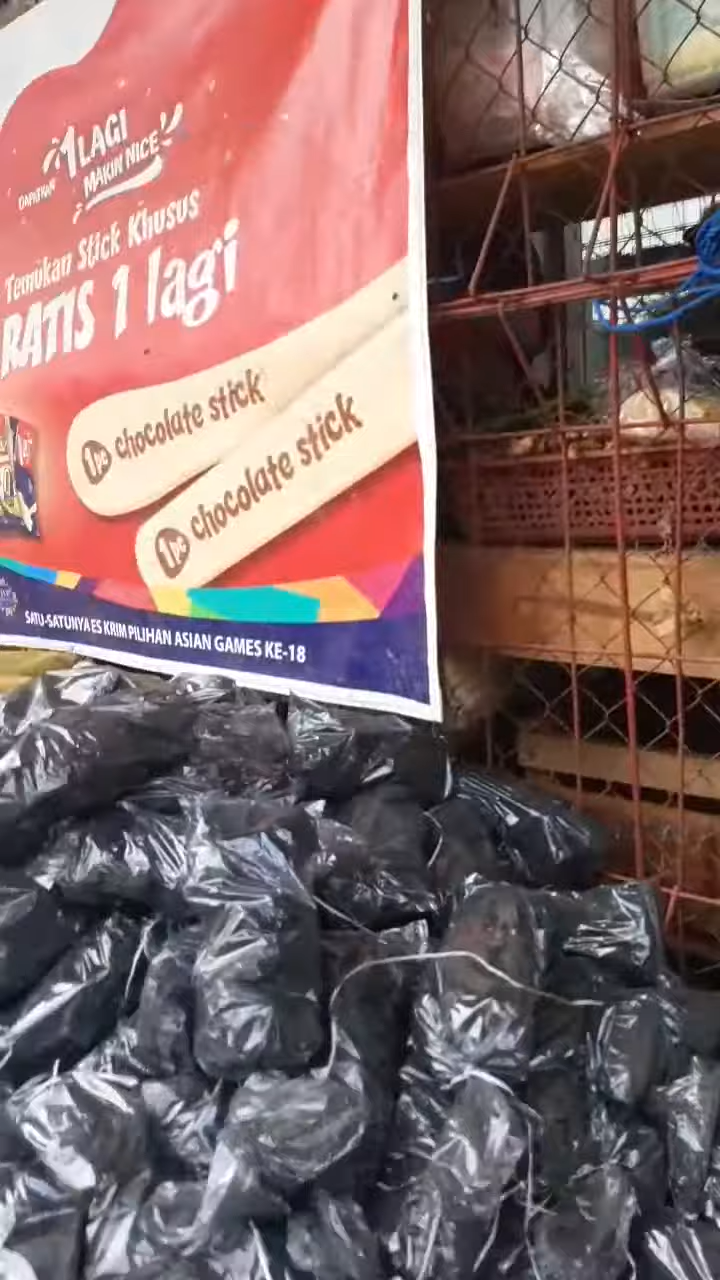 DAPATKAN 1 LAGI
MAKIN NICE
Temukan Stick Khusus
RATIS 1 lagi
1pc chocolate stick
1pc chocolate stick
SATU-SATUNYA ES KRIM PILIHAN ASIAN GAMES KE-18